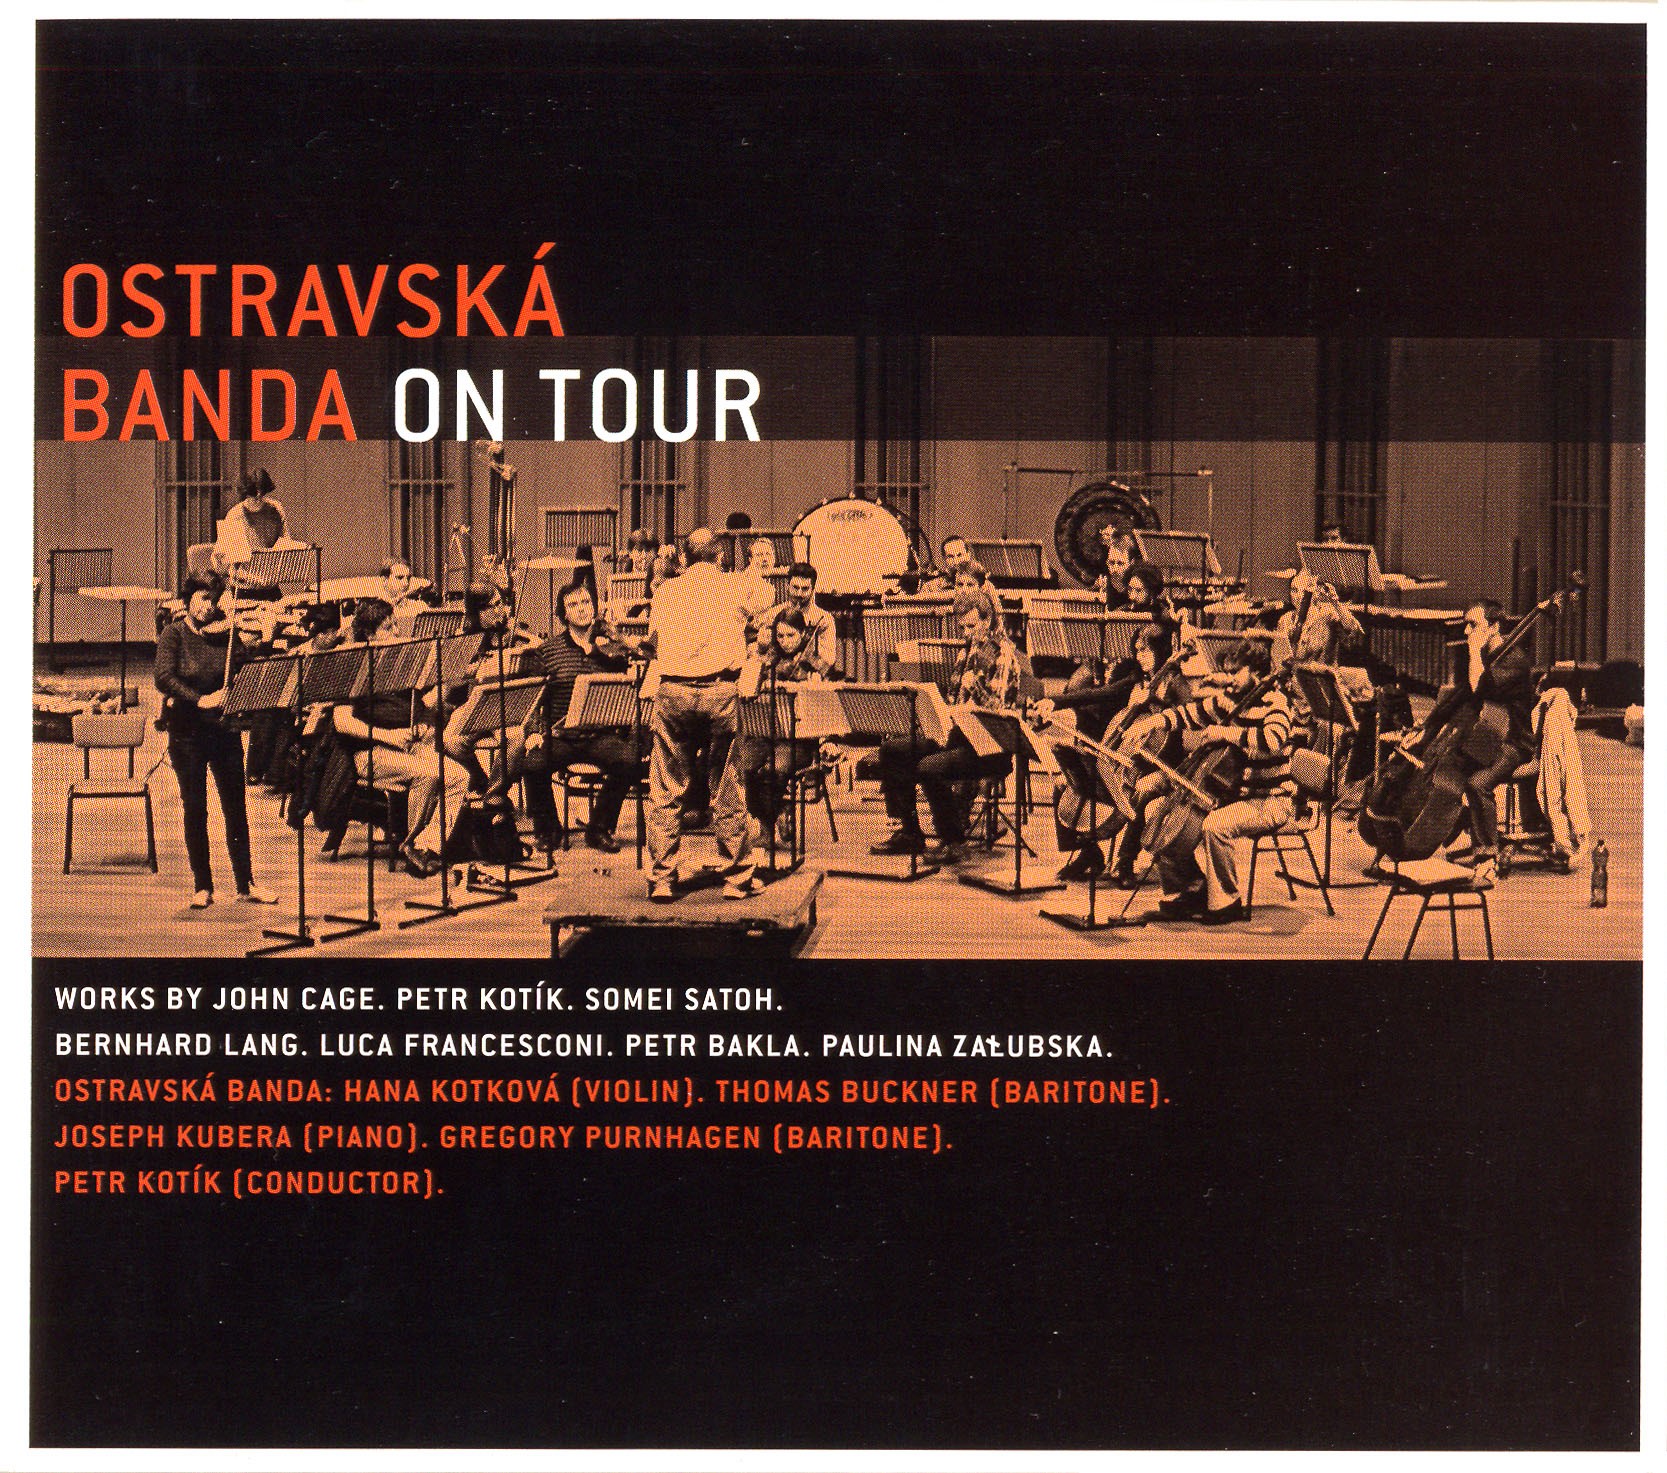 OSTRAVSKÁ
BANDA ON TOUR
WORKS BY JOHN CAGE. PETR KOTÍK. SOMEI SATOH.
BERNHARD LANG. LUCA FRANCESCONI. PETR BAKLA. PAULINA ZAŁUBSKA.
OSTRAVSKÁ BANDA: HANA KOTKOVÁ (VIOLIN). THOMAS BUCKNER (BARITONE).
JOSEPH KUBERA (PIANO). GREGORY PURNHAGEN (BARITONE).
PETR KOTÍK (CONDUCTOR).